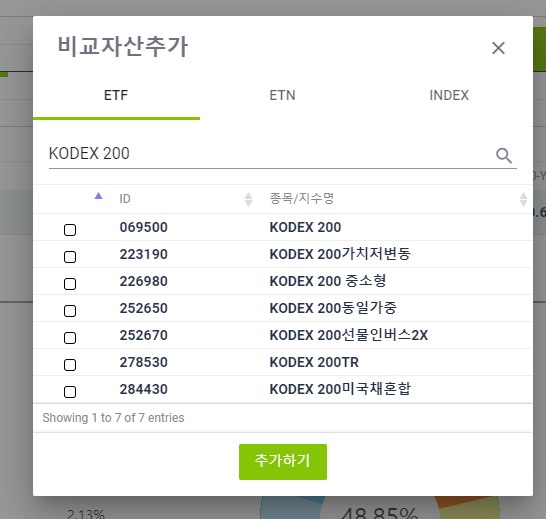 비교자산추가
ETF ETN INDEX
KODEX 200
ID 종목/지수명
069500 KODEX 200
223190 KODEX 200가치저변동
226980 KODEX 200 중소형
252650 KODEX 200동일가중
252670 KODEX 200선물인버스2X
278530 KODEX 200TR
284430 KODEX 200미국채혼합
Showing 1 to 7 of 7 entries
추가하기
2.13% 48.85%